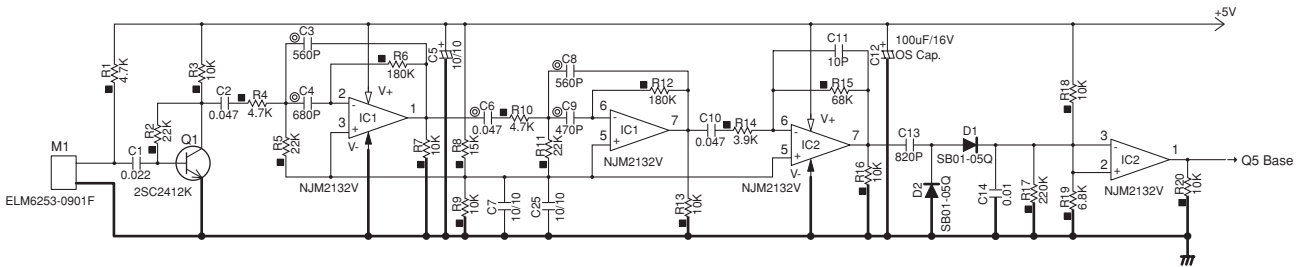 M1
ELM6253-0901F
R1
4.7K
C1
0.022
R2
22K
Q1
2SC2412K
R3
10K
C2
0.047
R4
4.7K
R5
22K
C3
560P
C4
680P
R6
180K
2
-
3
+
IC1
1
V+
V-
NJM2132V
C5
+
10/10
R7
10K
R8
15K
R9
10K
C6
0.047
R10
4.7K
C7
10/10
C25
10/10
R11
22K
C8
560P
C9
470P
R12
180K
6
-
5
+
IC1
7
NJM2132V
R13
10K
C10
0.047
R14
3.9K
C11
10P
R15
68K
6
-
5
+
IC2
7
V+
V-
NJM2132V
C12
+
100uF/16V
OS Cap.
R16
10K
C13
820P
D1
SB01-05Q
D2
SB01-05Q
C14
0.01
R17
220K
R18
10K
R19
6.8K
3
-
2
+
IC2
1
NJM2132V
R20
10K
Q5 Base
+5V